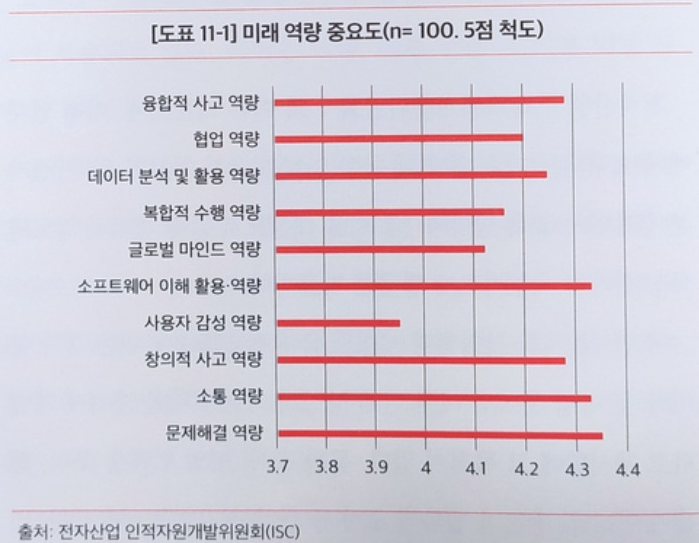 [도표 11-1] 미래 역량 중요도(n= 100. 5점 척도)
융합적 사고 역량
협업 역량
데이터 분석 및 활용 역량
복합적 수행 역량
글로벌 마인드 역량
소프트웨어 이해 활용·역량
사용자 감성 역량
창의적 사고 역량
소통 역량
문제해결 역량
3.7 3.8 3.9 4 4.1 4.2 4.3 4.4
출처: 전자산업 인적자원개발위원회(ISC)